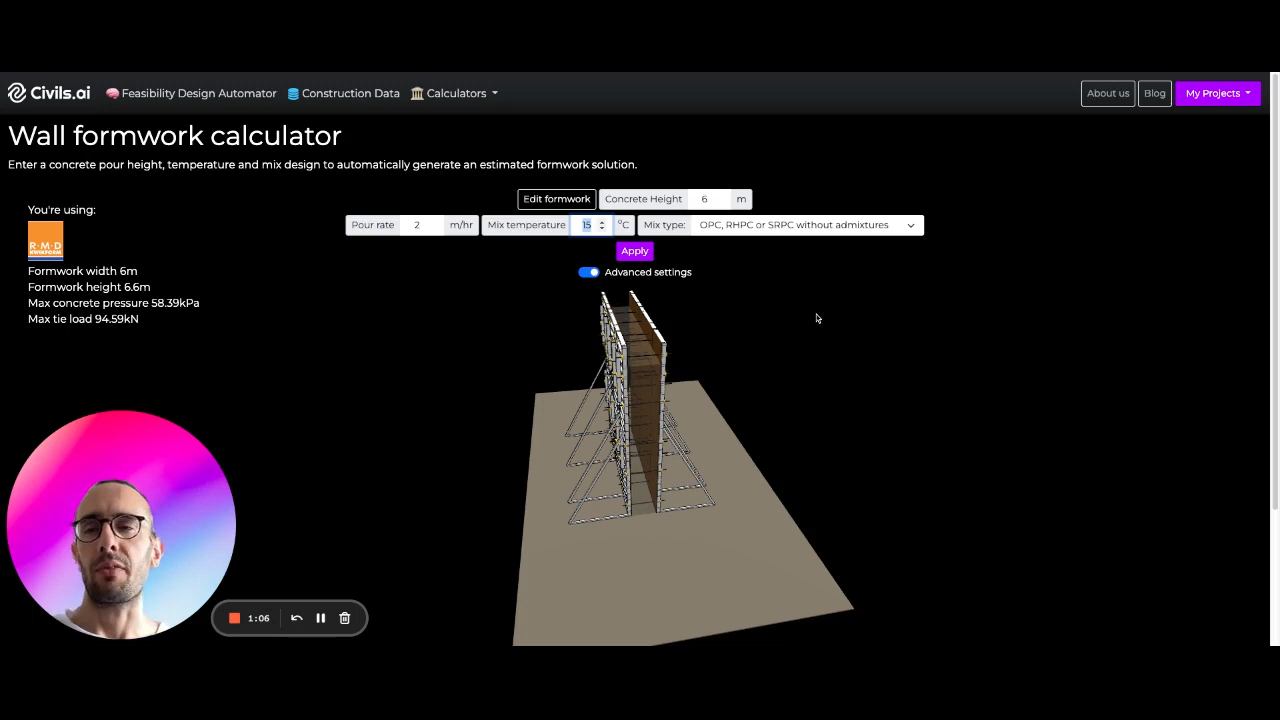 Civils.ai Feasibility Design Automator Construction Data Calculators About us Blog My Projects
Wall formwork calculator
Enter a concrete pour height, temperature and mix design to automatically generate an estimated formwork solution.
Edit formwork Concrete Height 6 m
You're using:
Pour rate 2 m/hr Mix temperature 15 °C Mix type: OPC, RHPC or SRPC without admixtures
R·M·D
KWIKFORM
Apply
Formwork width 6m
Advanced settings
Formwork height 6.6m
Max concrete pressure 58.39kPa
Max tie load 94.59kN
1:06